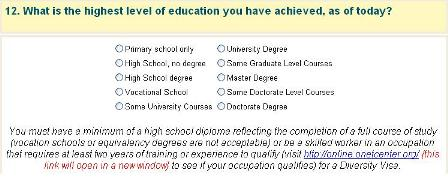 12. What is the highest level of education you have achieved, as of today?
Primary school only
University Degree
High School, no degree
Some Graduate Level Courses
High School degree
Master Degree
Vocational School
Some Doctorate Level Courses
Some University Courses
Doctorate Degree
You must have a minimum of a high school diploma reflecting the completion of a full course of study
(vocation schools or equivalency degrees are not acceptable) or be a skilled worker in an occupation
that requires at least two years of training or experience to qualify (visit http://online.onetcenter.org/ (this
link will open in a new window) to see if your occupation qualifies) for a Diversity Visa.